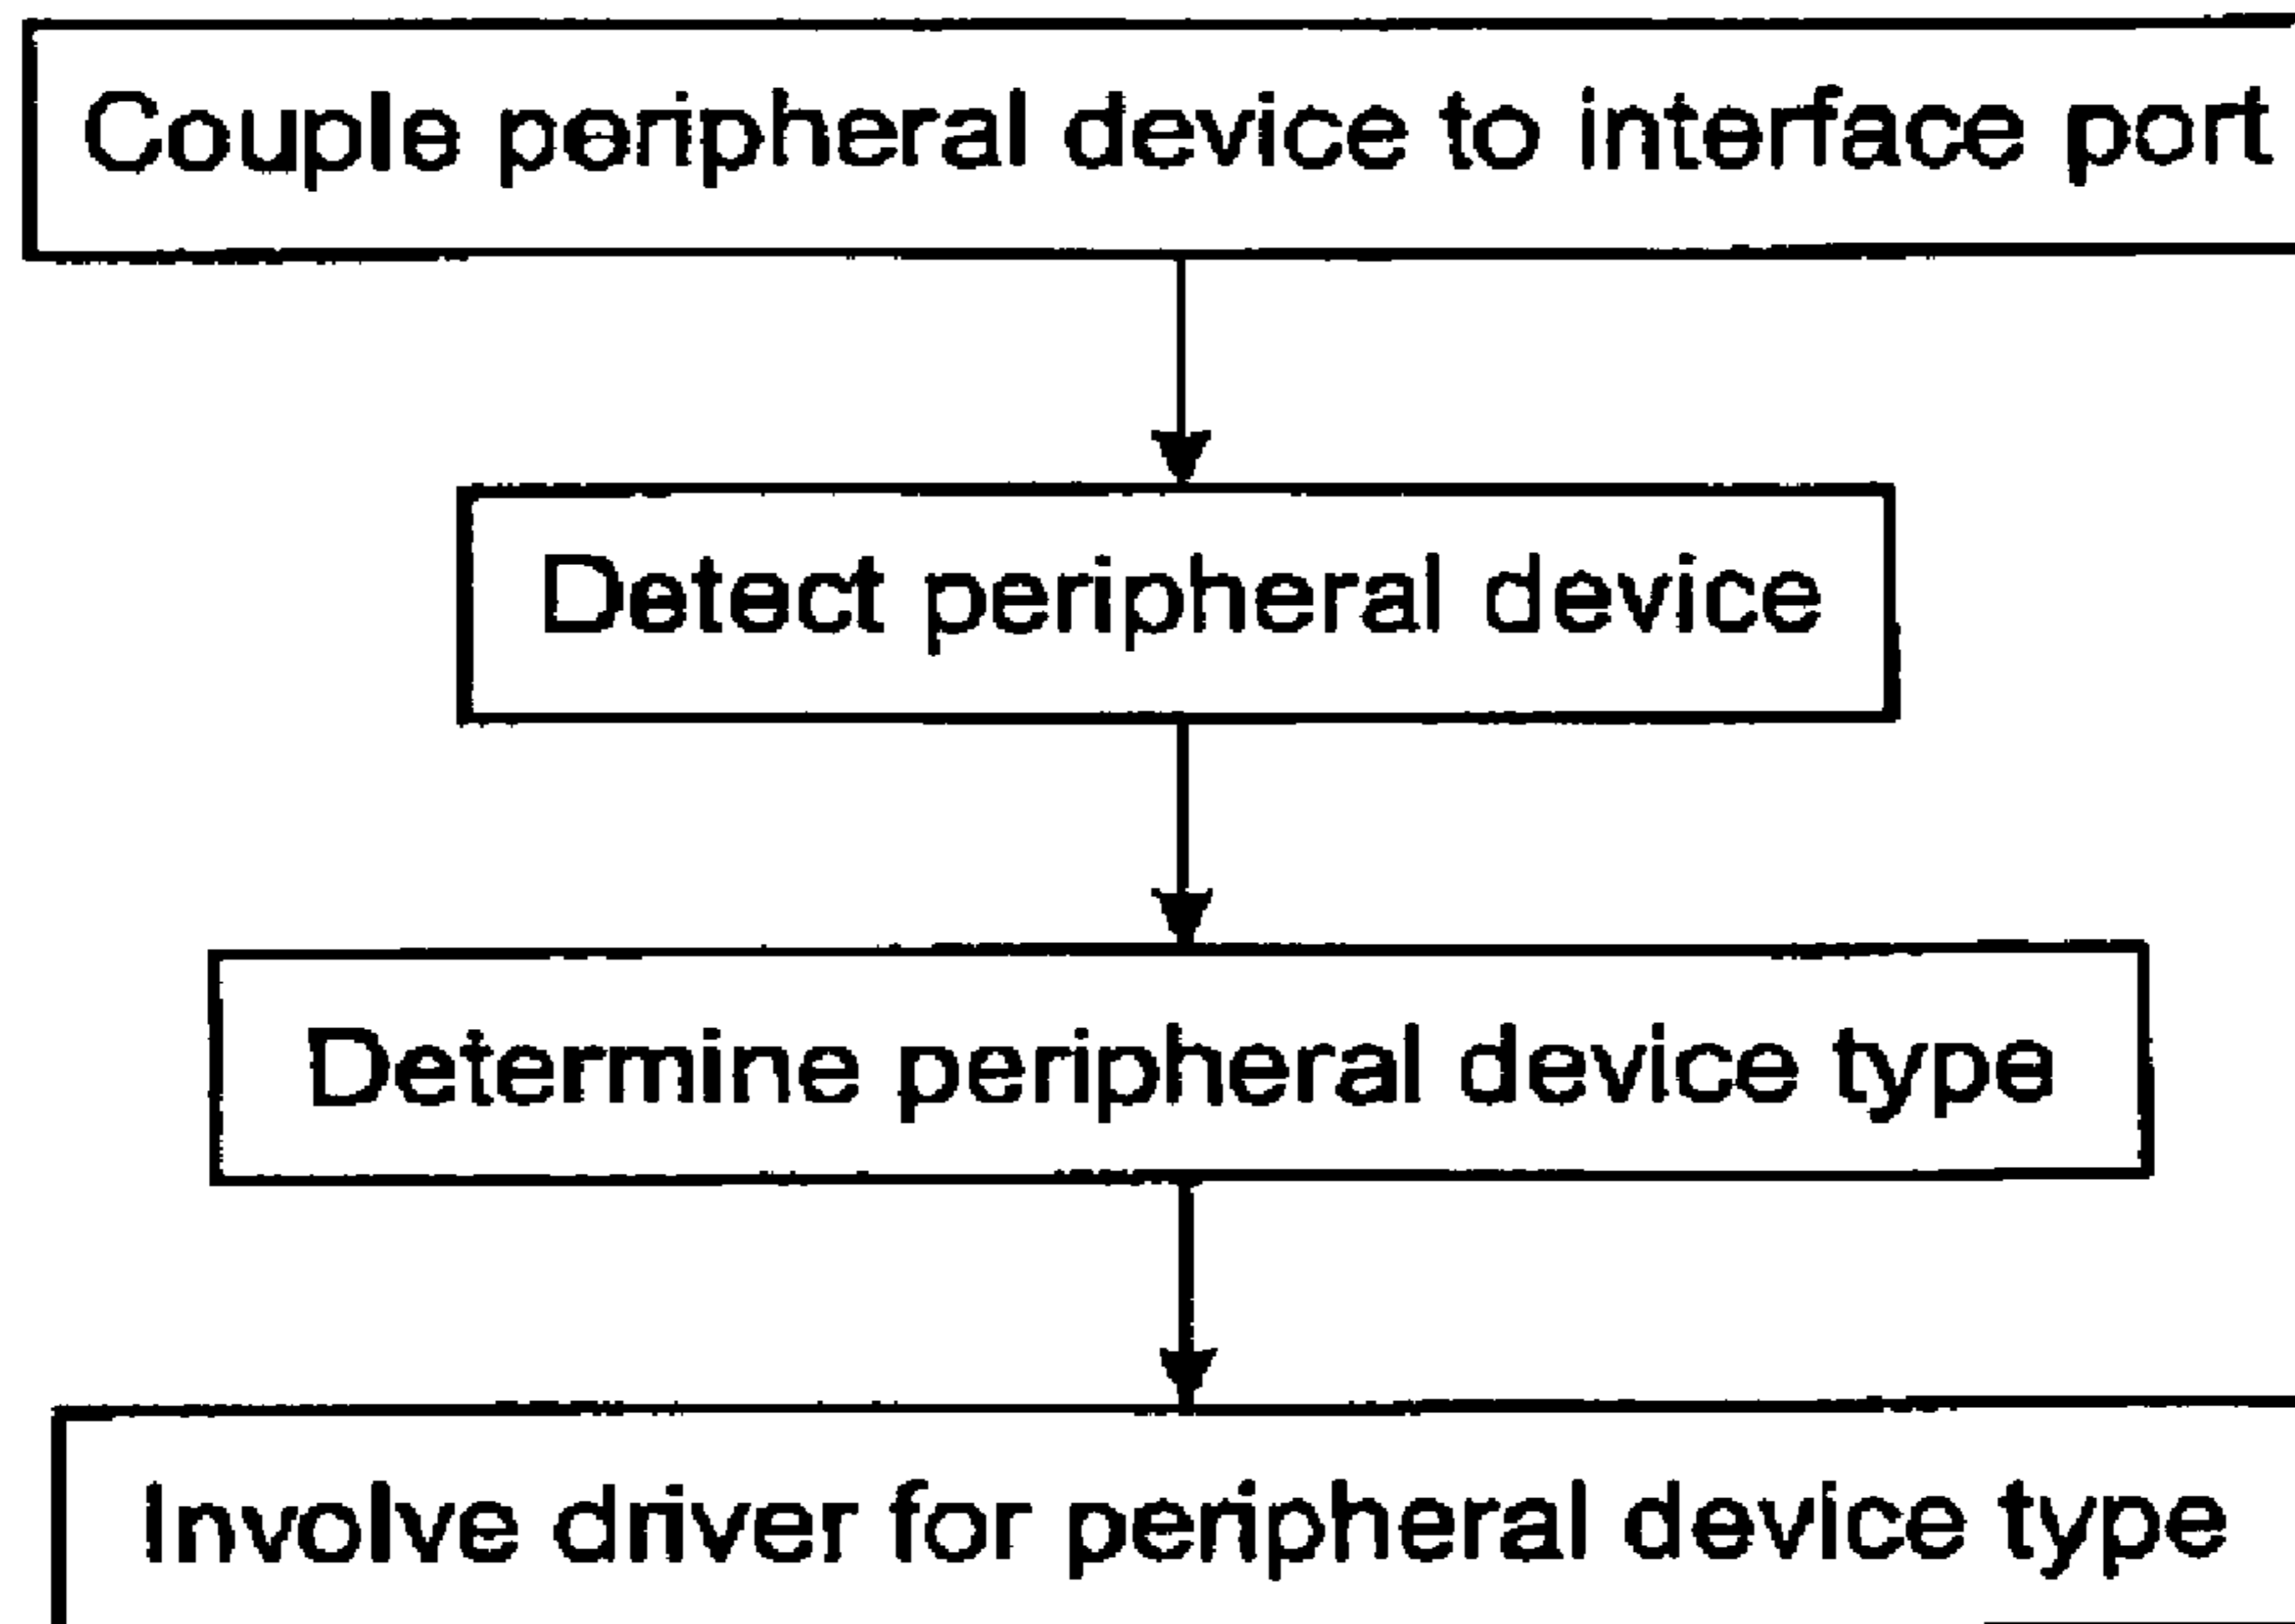 Couple peripheral device to interface port
Detect peripheral device
Determine peripheral device type
Involve driver for peripheral device type